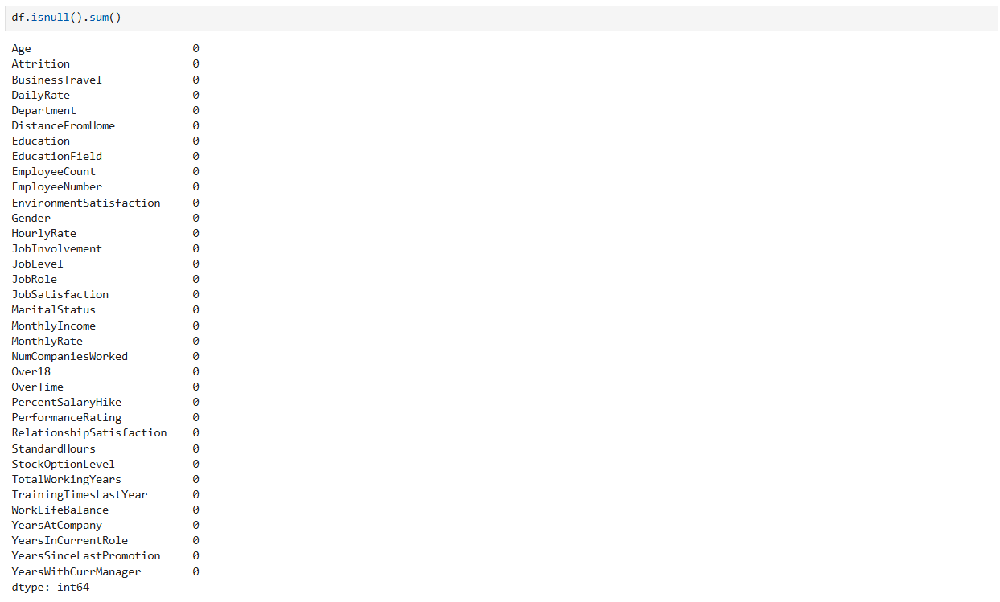 df.isnull().sum()
Age 0
Attrition 0
BusinessTravel 0
DailyRate 0
Department 0
DistanceFromHome 0
Education 0
EducationField 0
EmployeeCount 0
EmployeeNumber 0
EnvironmentSatisfaction 0
Gender 0
HourlyRate 0
JobInvolvement 0
JobLevel 0
JobRole 0
JobSatisfaction 0
MaritalStatus 0
MonthlyIncome 0
MonthlyRate 0
NumCompaniesWorked 0
Over18 0
OverTime 0
PercentSalaryHike 0
PerformanceRating 0
RelationshipSatisfaction 0
StandardHours 0
StockOptionLevel 0
TotalWorkingYears 0
TrainingTimesLastYear 0
WorkLifeBalance 0
YearsAtCompany 0
YearsInCurrentRole 0
YearsSinceLastPromotion 0
YearsWithCurrManager 0
dtype: int64